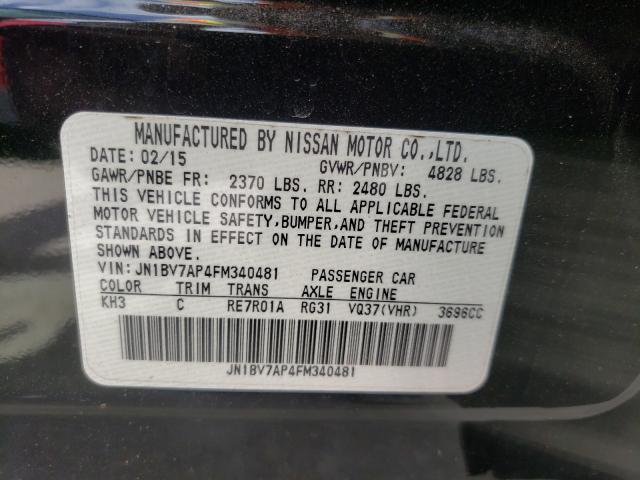 MANUFACTURED BY NISSAN MOTOR CO.,LTD.
DATE: 02/15 GVWR/PNBV: 4828 LBS.
GAWR/PNBE FR: 2370 LBS. RR: 2480 LBS.
THIS VEHICLE CONFORMS TO ALL APPLICABLE FEDERAL
MOTOR VEHICLE SAFETY,BUMPER,AND THEFT PREVENTION
STANDARDS IN EFFECT ON THE DATE OF MANUFACTURE
SHOWN ABOVE.
VIN:JN1BV7AP4FM340481 PASSENGER CAR
COLOR TRIM TRANS AXLE ENGINE
KH3 C RE7R01A RG31 VQ37(VHR) 3696CC
JN1BV7AP4FM340481